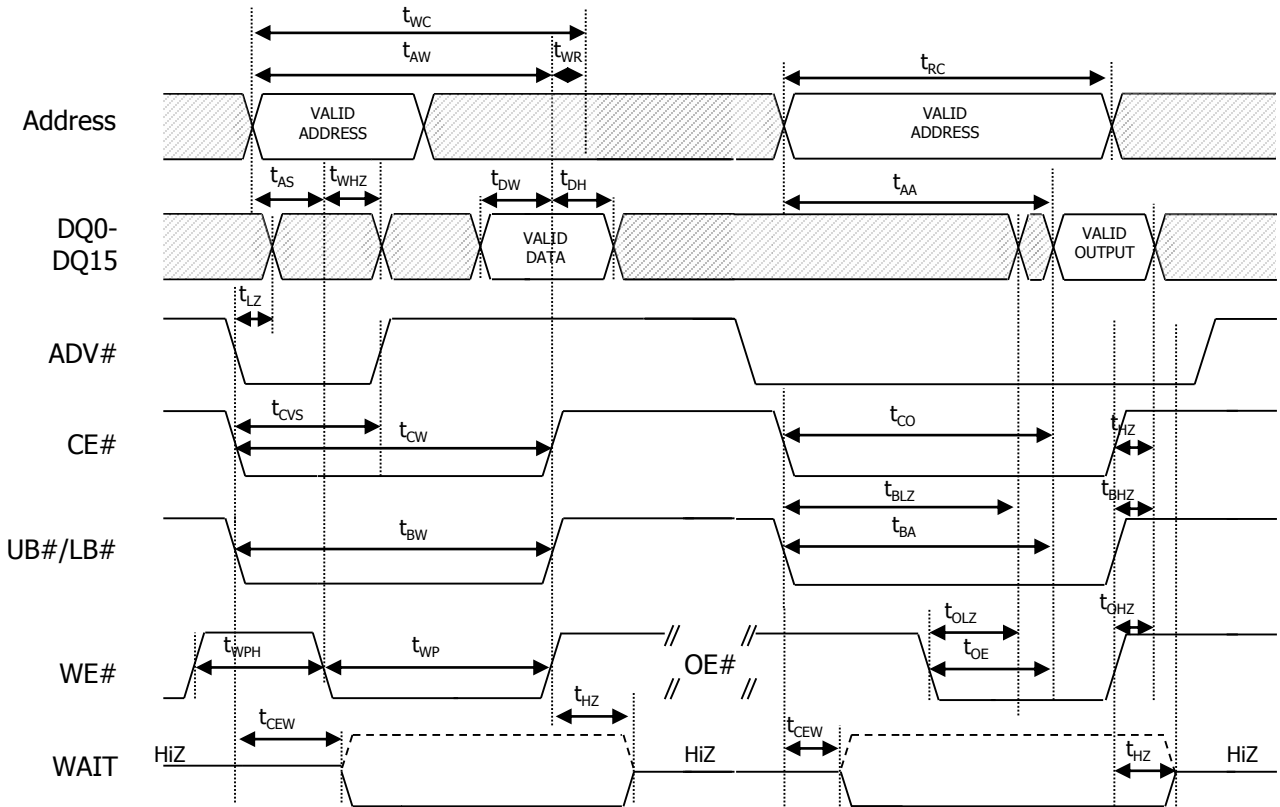 tWC
tAW
tWR
tRC
Address
VALID
ADDRESS
VALID
ADDRESS
tAS
tWHZ
tDW
tDH
tAA
DQ0-
DQ15
VALID
DATA
VALID
OUTPUT
tLZ
ADV#
tCVS
tCW
tCO
tHZ
CE#
tBLZ
tBHZ
tBW
tBA
UB#/LB#
tWPH
tWP
tOLZ
tOHZ
tOE
WE#
//
//
OE#
//
//
tCEW
tHZ
tCEW
tHZ
WAIT
HiZ
HiZ
HiZ